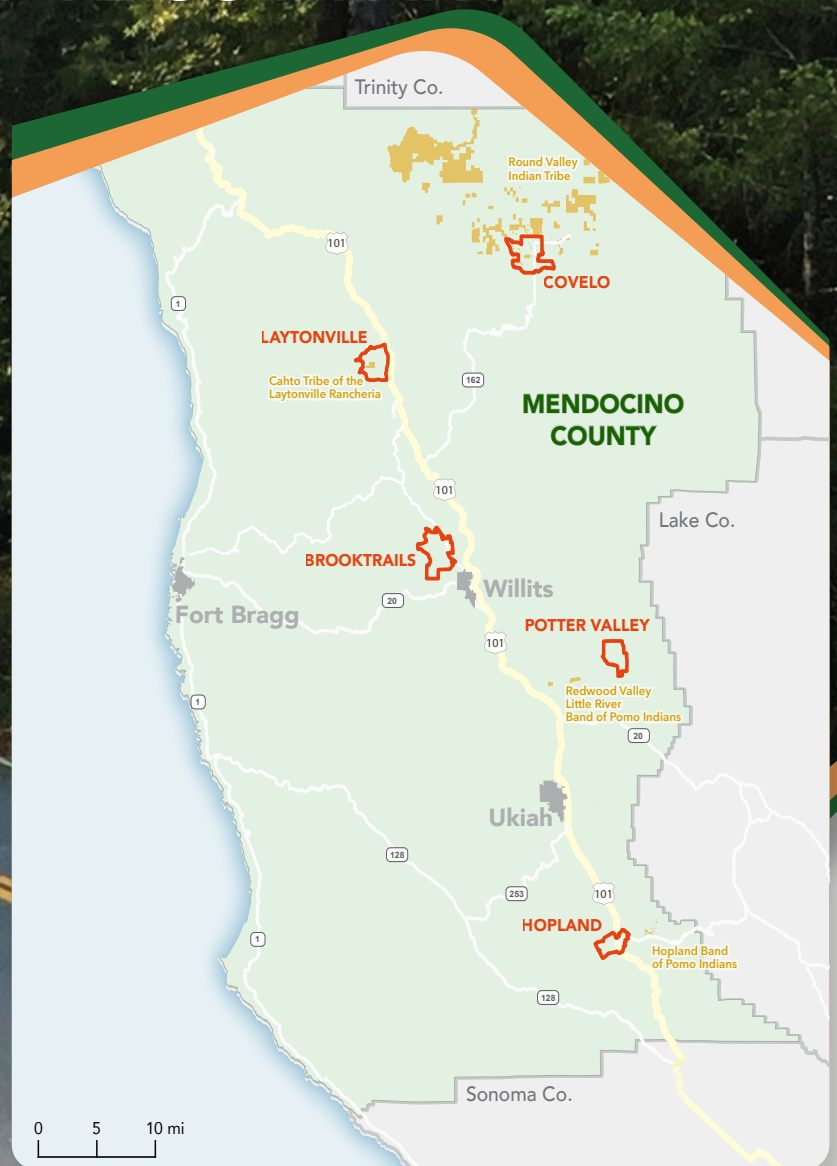 Trinity Co.
Round Valley
Indian Tribe
101
COVELO
1
LAYTONVILLE
162
Cahto Tribe of the
Laytonville Rancheria
MENDOCINO
COUNTY
101
Lake Co.
BROOKTRAILS
Willits
20
Fort Bragg
POTTER VALLEY
101
Redwood Valley
Little River
Band of Pomo Indians
1
20
Ukiah
128
253
101
HOPLAND
1
Hopland Band
of Pomo Indians
128
Sonoma Co.
0 5 10 mi